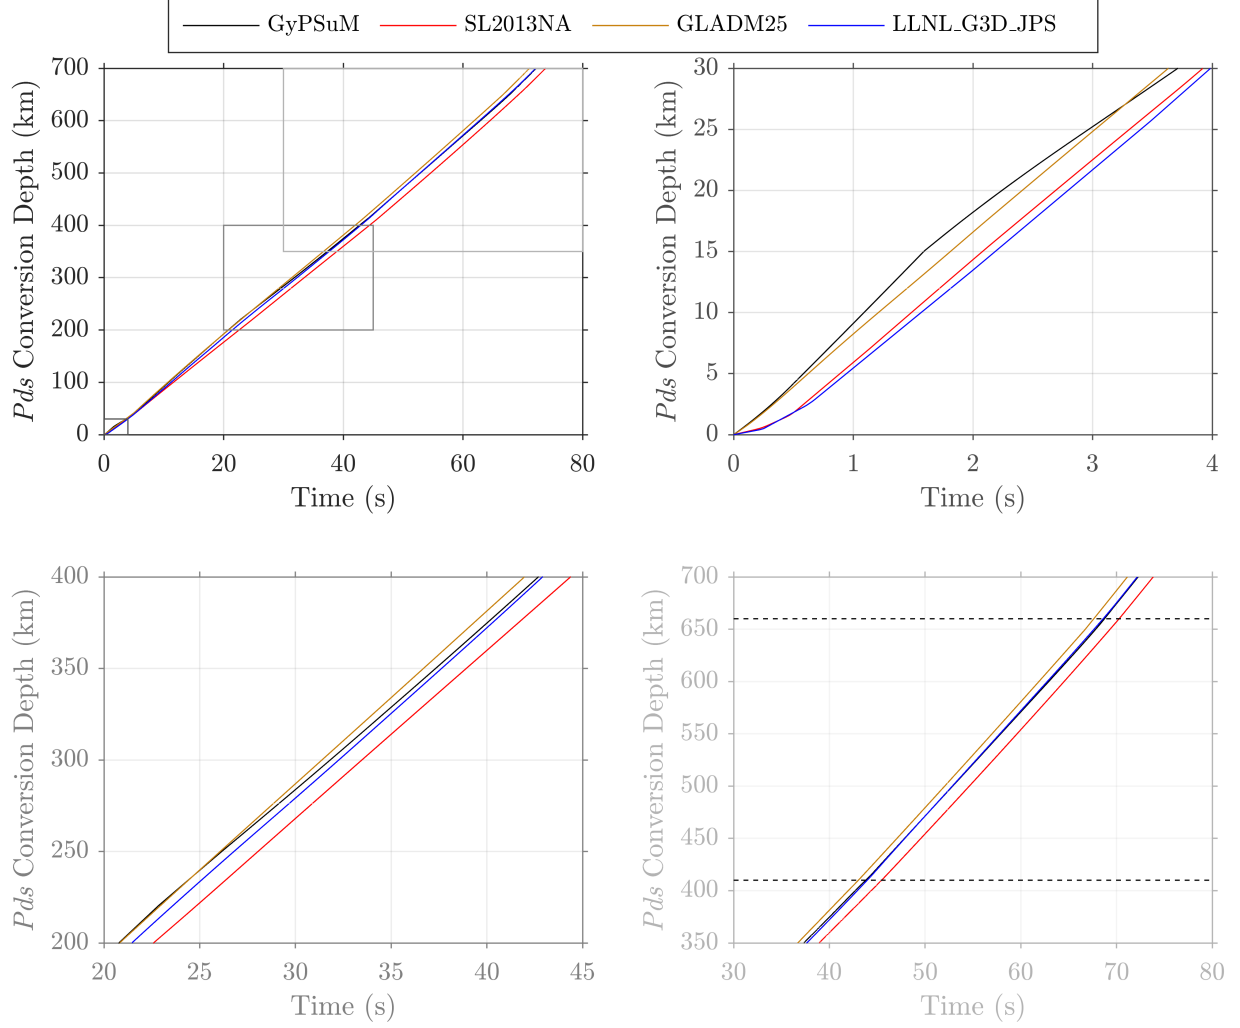 GyPSuM SL2013NA GLADM25 LLNL_G3D_JPS
700
600
500
400
300
200
100
0
Pds Conversion Depth (km)
0 20 40 60 80
Time (s)
30
25
20
15
10
5
0
Pds Conversion Depth (km)
0 1 2 3 4
Time (s)
400
350
300
250
200
Pds Conversion Depth (km)
20 25 30 35 40 45
Time (s)
700
650
600
550
500
450
400
350
Pds Conversion Depth (km)
30 40 50 60 70 80
Time (s)